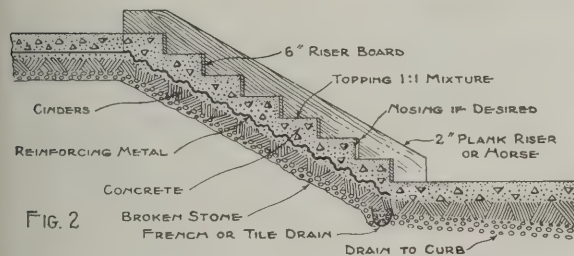 6" RISER BOARD
TOPPING 1:1 MIXTURE
CINDERS
NOSING IF DESIRED
REINFORCING METAL
2" PLANK RISER
OR MORSE
CONCRETE
BROKEN STONE
FIG. 2
FRENCH OR TILE DRAIN
DRAIN TO CURB